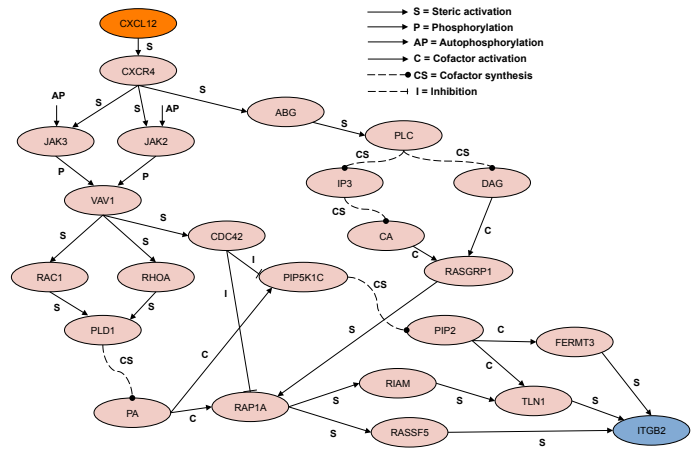 CXCL12
S = Steric activation
P = Phosphorylation
AP = Autophosphorylation
C = Cofactor activation
CS = Cofactor synthesis
I = Inhibition
S
CXCR4
S
S
S
AP
AP
ABG
S
PLC
JAK3
JAK2
CS
CS
P
P
IP3
DAG
VAV1
CS
S
S
S
CDC42
CA
C
C
I
I
RAC1
RHOA
PIP5K1C
CS
RASGRP1
S
S
PLD1
S
PIP2
C
FERMT3
CS
C
C
S
PA
C
RAP1A
S
RIAM
S
TLN1
S
S
RASSF5
S
ITGB2